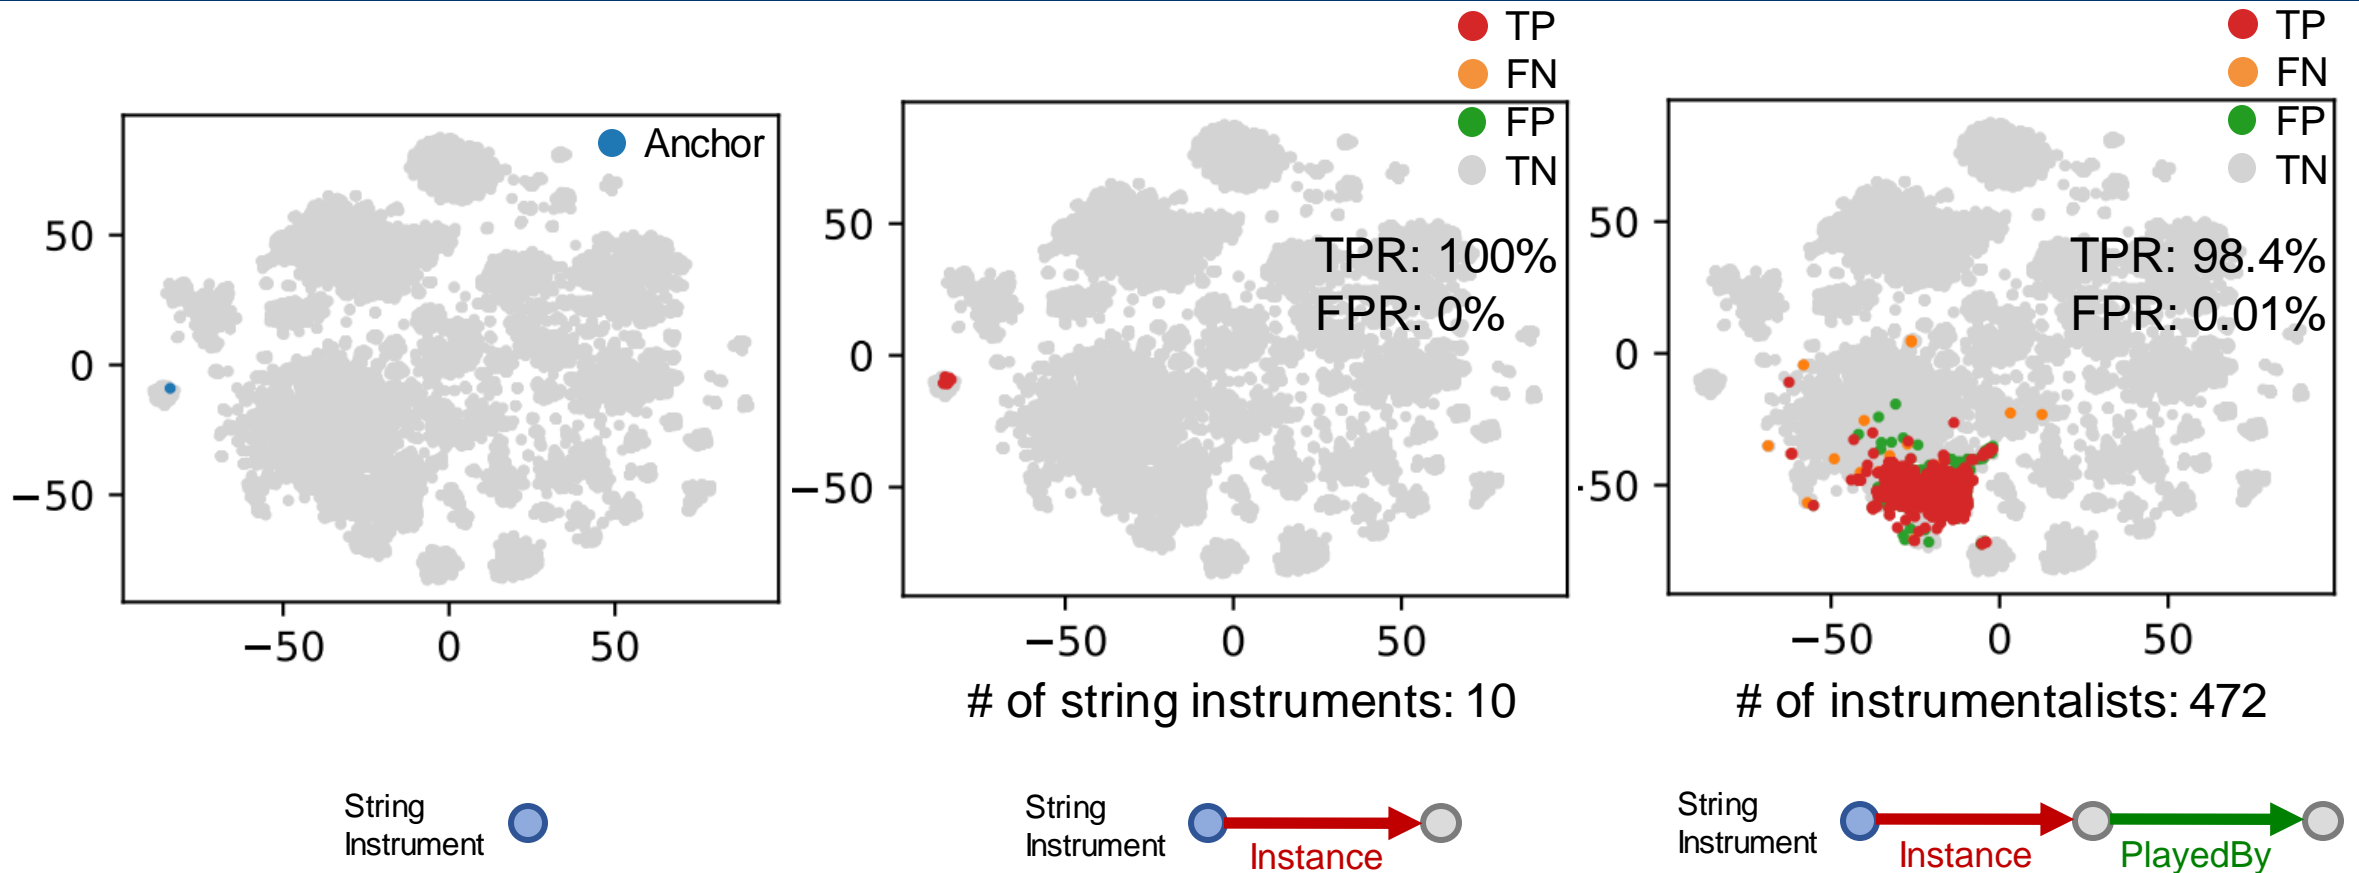 Anchor
50
0
−50
−50
0
50
String
Instrument
TP
FN
FP
TN
TPR: 100%
FPR: 0%
50
0
−50
−50
0
50
# of string instruments: 10
String
Instrument
Instance
TP
FN
FP
TN
TPR: 98.4%
FPR: 0.01%
50
0
50
−50
0
50
# of instrumentalists: 472
String
Instrument
Instance
PlayedBy